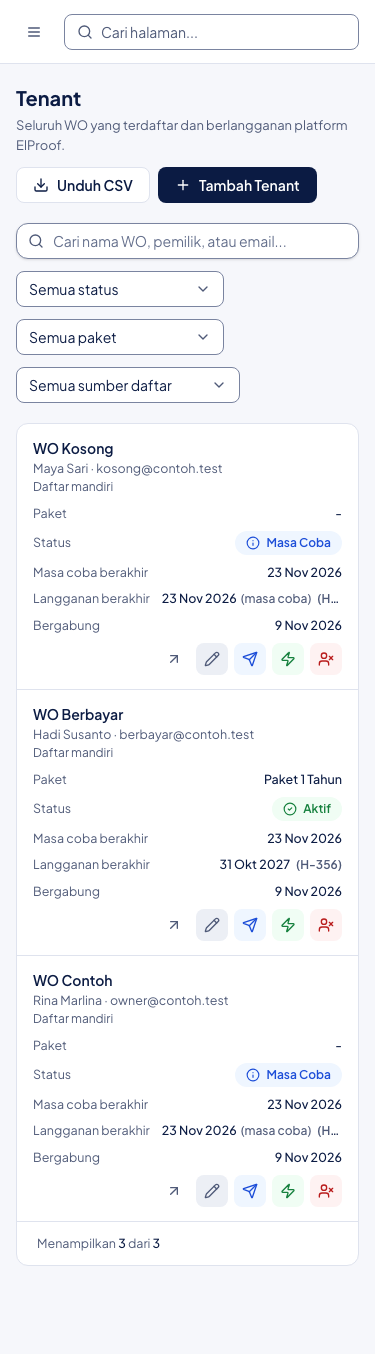 Cari halaman...
Tenant
Seluruh WO yang terdaftar dan berlangganan platform
ElProof.
Unduh CSV
Tambah Tenant
Cari nama WO, pemilik, atau email...
Semua status
Semua paket
Semua sumber daftar
WO Kosong
Maya Sari · kosong@contoh.test
Daftar mandiri
Paket -
Status Masa Coba
Masa coba berakhir 23 Nov 2026
Langganan berakhir 23 Nov 2026 (masa coba) (H...
Bergabung 9 Nov 2026
WO Berbayar
Hadi Susanto · berbayar@contoh.test
Daftar mandiri
Paket Paket 1 Tahun
Status Aktif
Masa coba berakhir 23 Nov 2026
Langganan berakhir 31 Okt 2027 (H-356)
Bergabung 9 Nov 2026
WO Contoh
Rina Marlina · owner@contoh.test
Daftar mandiri
Paket -
Status Masa Coba
Masa coba berakhir 23 Nov 2026
Langganan berakhir 23 Nov 2026 (masa coba) (H...
Bergabung 9 Nov 2026
Menampilkan 3 dari 3